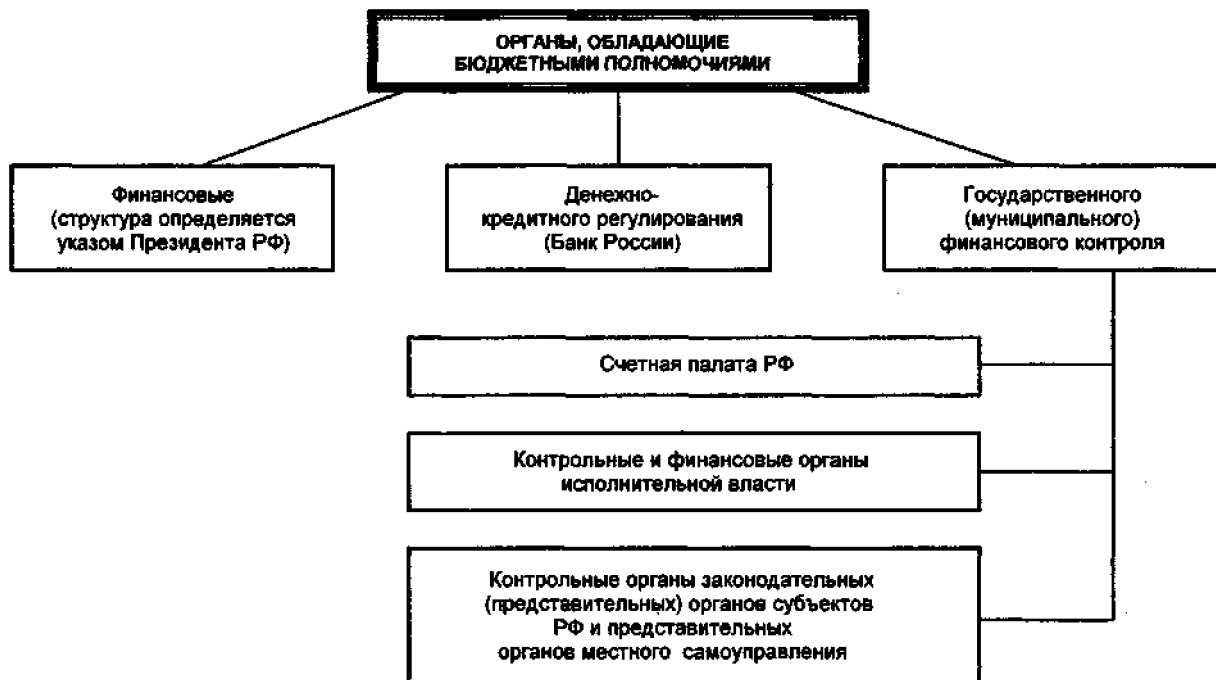 ОРГАНЫ, ОБЛАДАЮЩИЕ
БЮДЖЕТНЫМИ ПОЛНОМОЧИЯМИ
Финансовые
(структура определяется
указом Президента РФ)
Денежно-
кредитного регулирования
(Банк России)
Государственного
(муниципального)
финансового контроля
Счетная палата РФ
Контрольные и финансовые органы
исполнительной власти
Контрольные органы законодательных
(представительных) органов субъектов
РФ и представительных
органов местного самоуправления